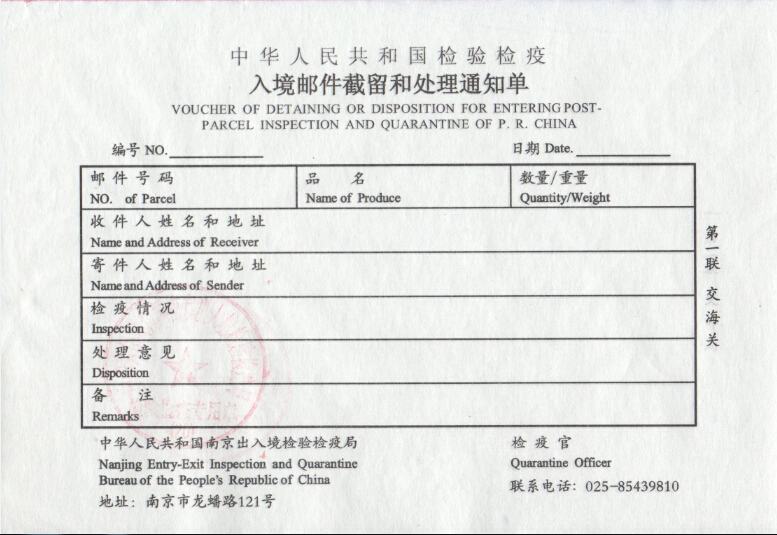 中华人民共和国检验检疫
入境邮件截留和处理通知单
VOUCHER OF DETAINING OR DISPOSITION FOR ENTERING POST-
PARCEL INSPECTION AND QUARANTINE OF P. R. CHINA
编号 NO.
日期 Date.
邮件号码
NO. of Parcel
品名
Name of Produce
数量/重量
Quantity/Weight
收件人姓名和地址
Name and Address of Receiver
寄件人姓名和地址
Name and Address of Sender
检疫情况
Inspection
处理意见
Disposition
备注
Remarks
第一联 交海关
中华人民共和国南京出入境检验检疫局
Nanjing Entry-Exit Inspection and Quarantine
Bureau of the People's Republic of China
地址：南京市龙蟠路121号
检疫官
Quarantine Officer
联系电话：025-85439810